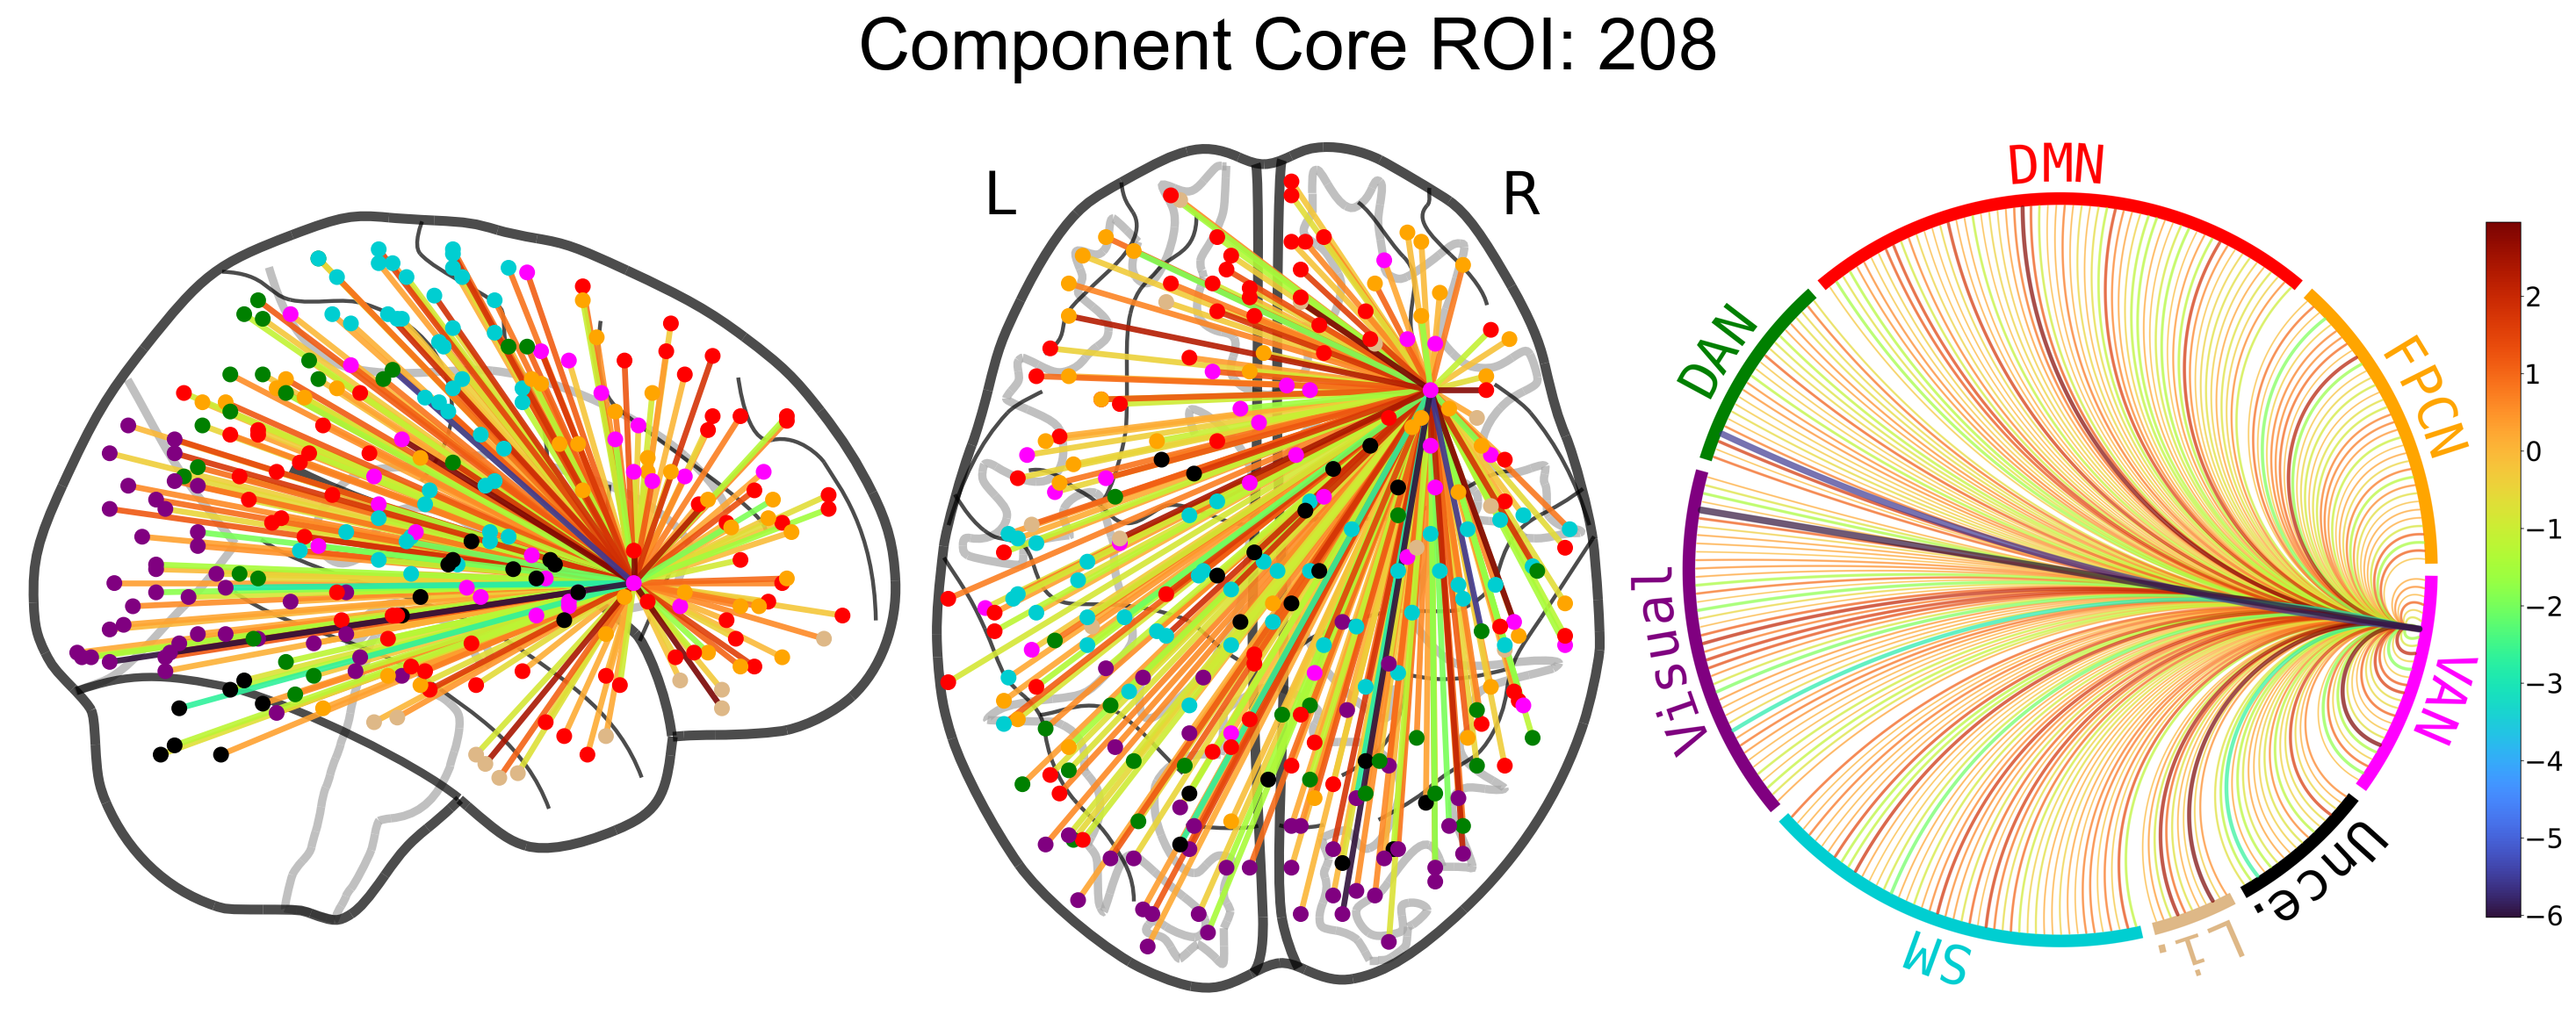 Component Core ROI: 208
L
R
DMN
FPCN
VAN
Unce.
Li.
SM
Visual
DAN
2
1
0
−1
−2
−3
−4
−5
−6